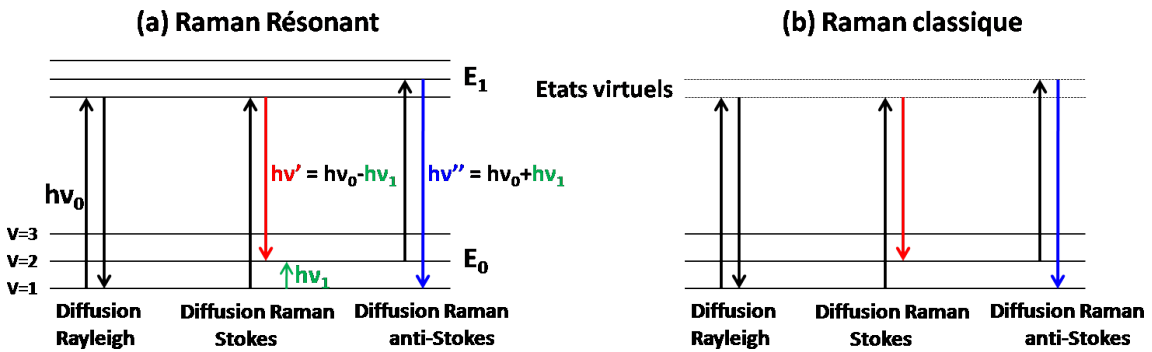 (a) Raman Résonant
(b) Raman classique
E₁
Etats virtuels
hν' = hν₀-hν₁
hν'' = hν₀+hν₁
hν₀
V=3
V=2
E₀
hν₁
V=1
Diffusion
Rayleigh
Diffusion Raman
Stokes
Diffusion Raman
anti-Stokes
Diffusion
Rayleigh
Diffusion Raman
Stokes
Diffusion Raman
anti-Stokes